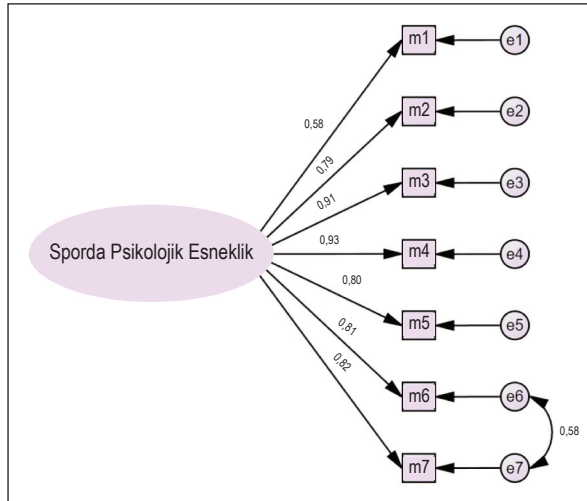 m1
e1
0,58
m2
e2
0,79
m3
e3
0,91
Sporda Psikolojik Esneklik
0,93
m4
e4
0,80
m5
e5
0,81
m6
e6
0,82
0,58
m7
e7